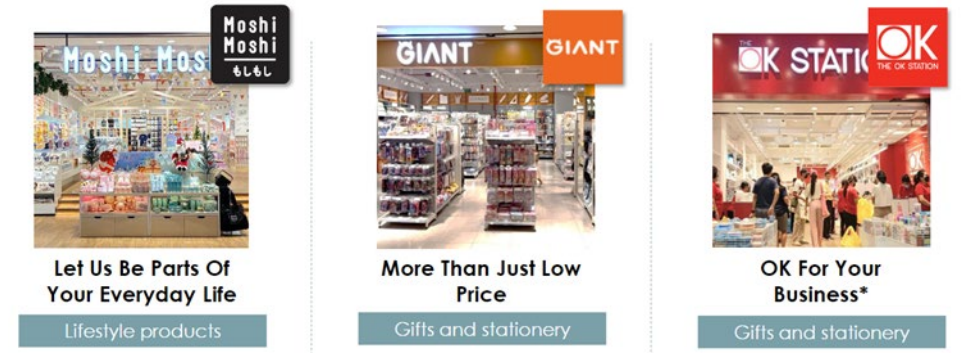 Moshi Mos
Moshi
Moshi
もしもし
Let Us Be Parts Of
Your Everyday Life
Lifestyle products
GIANT
GIANT
More Than Just Low
Price
Gifts and stationery
THE
OK STATIO
OK
THE OK STATION
OK For Your
Business*
Gifts and stationery